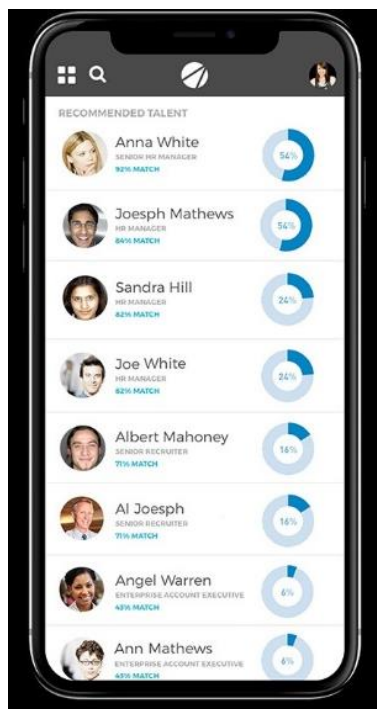 RECOMMENDED TALENT
Anna White
SENIOR HR MANAGER
92% MATCH
54%
Joesph Mathews
HR MANAGER
84% MATCH
54%
Sandra Hill
HR MANAGER
82% MATCH
24%
Joe White
HR MANAGER
62% MATCH
24%
Albert Mahoney
SENIOR RECRUITER
71% MATCH
16%
Al Joesph
SENIOR RECRUITER
71% MATCH
16%
Angel Warren
ENTERPRISE ACCOUNT EXECUTIVE
45% MATCH
6%
Ann Mathews
ENTERPRISE ACCOUNT EXECUTIVE
45% MATCH
6%